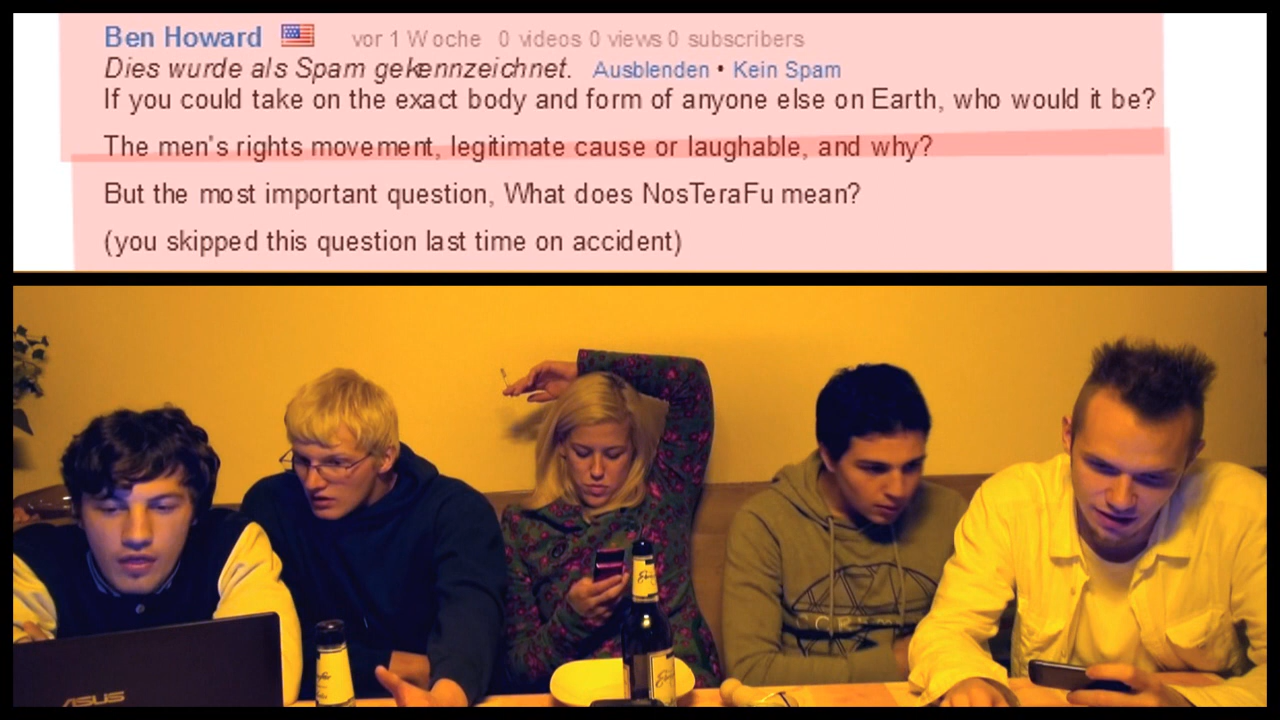 Ben Howard vor 1 Woche 0 videos 0 views 0 subscribers
Dies wurde als Spam gekennzeichnet. Ausblenden • Kein Spam
If you could take on the exact body and form of anyone else on Earth, who would it be?
The men's rights movement, legitimate cause or laughable, and why?
But the most important question, What does NosTeraFu mean?
(you skipped this question last time on accident)
ASUS